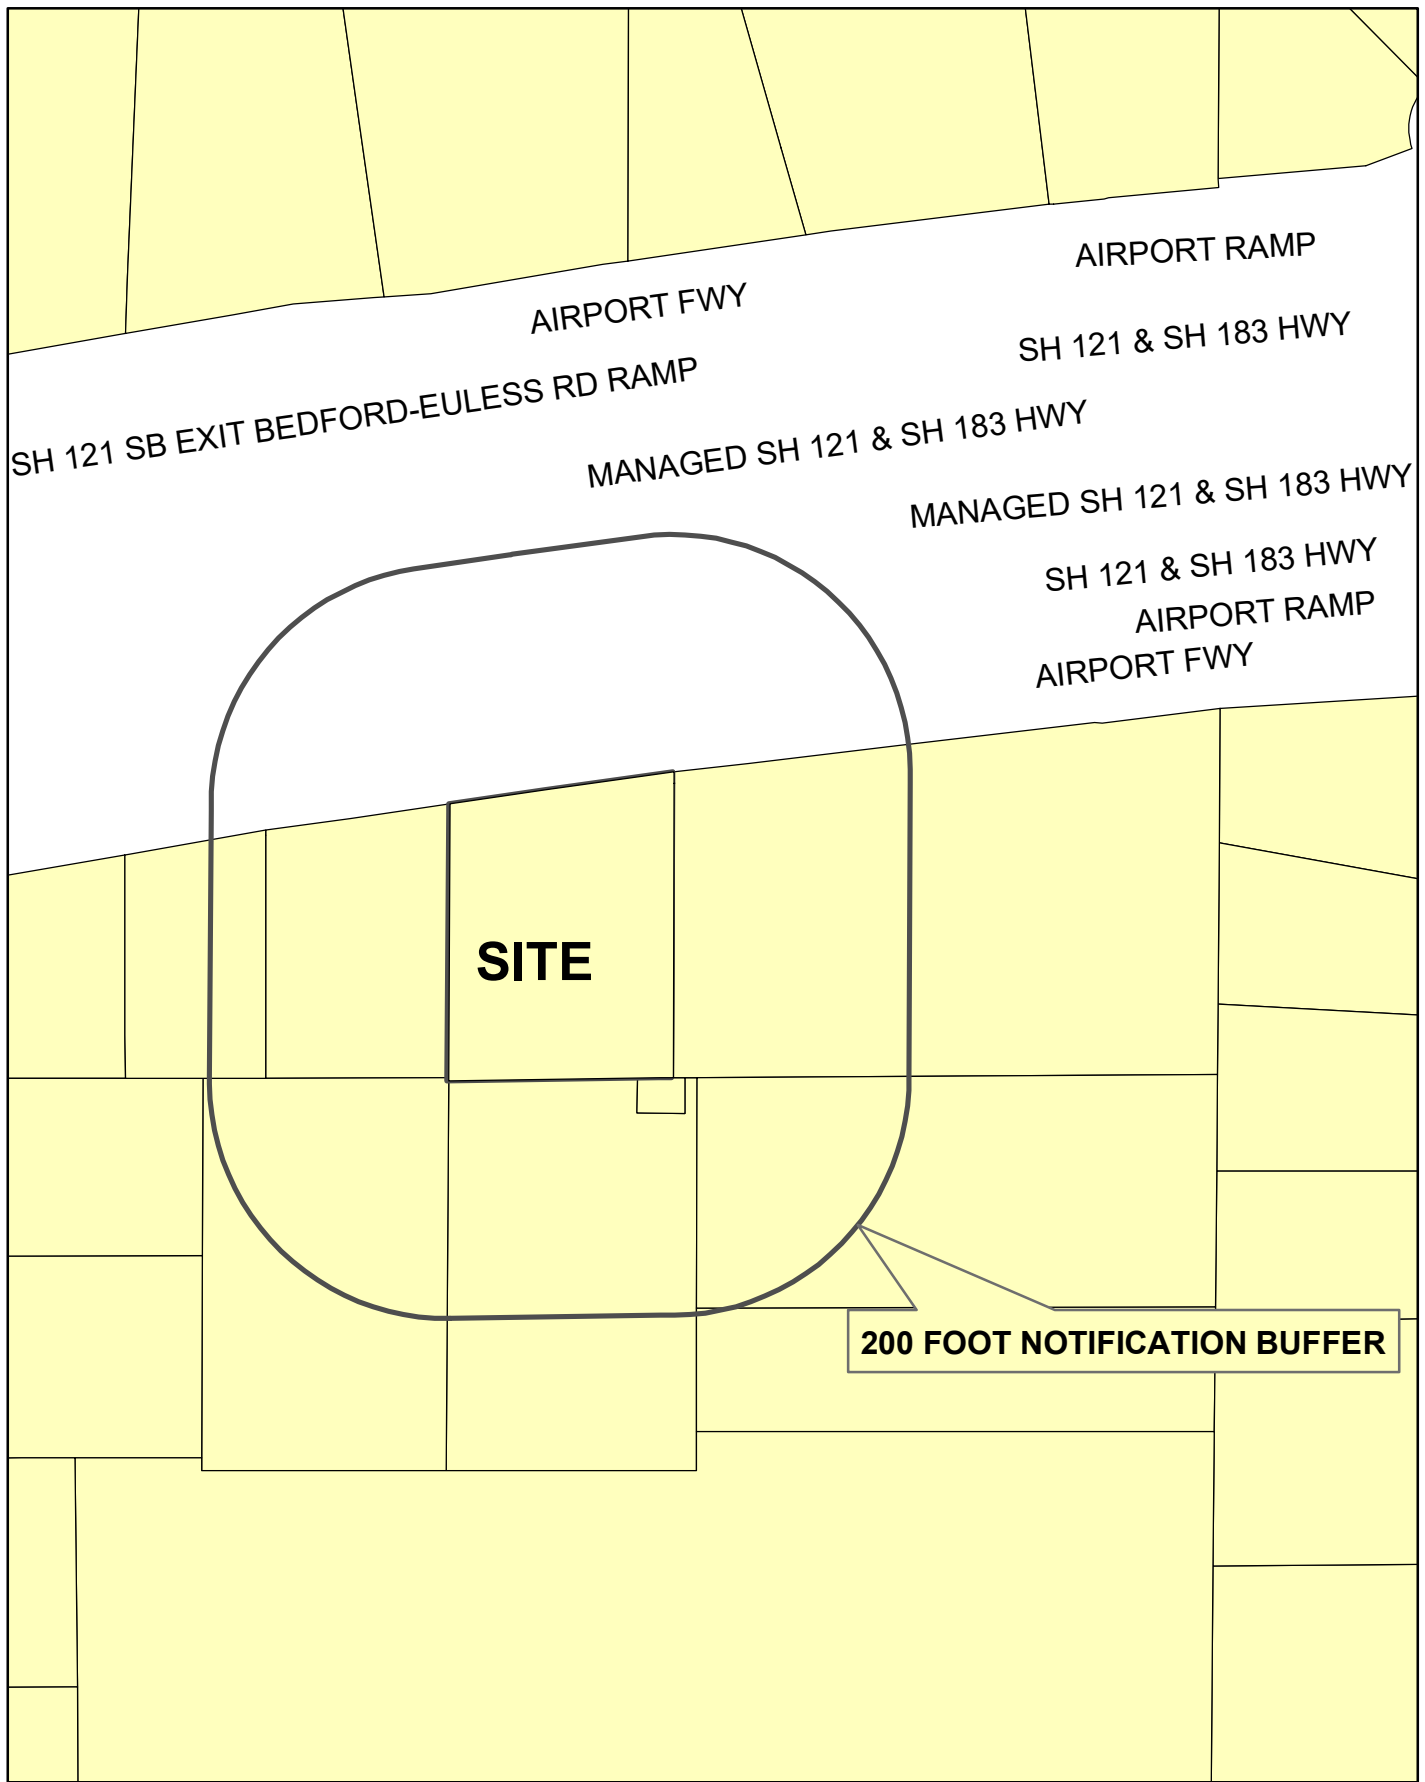 AIRPORT RAMP
AIRPORT FWY
SH 121 & SH 183 HWY
SH 121 SB EXIT BEDFORD-EULESS RD RAMP
MANAGED SH 121 & SH 183 HWY
MANAGED SH 121 & SH 183 HWY
SH 121 & SH 183 HWY
AIRPORT RAMP
AIRPORT FWY
SITE
200 FOOT NOTIFICATION BUFFER